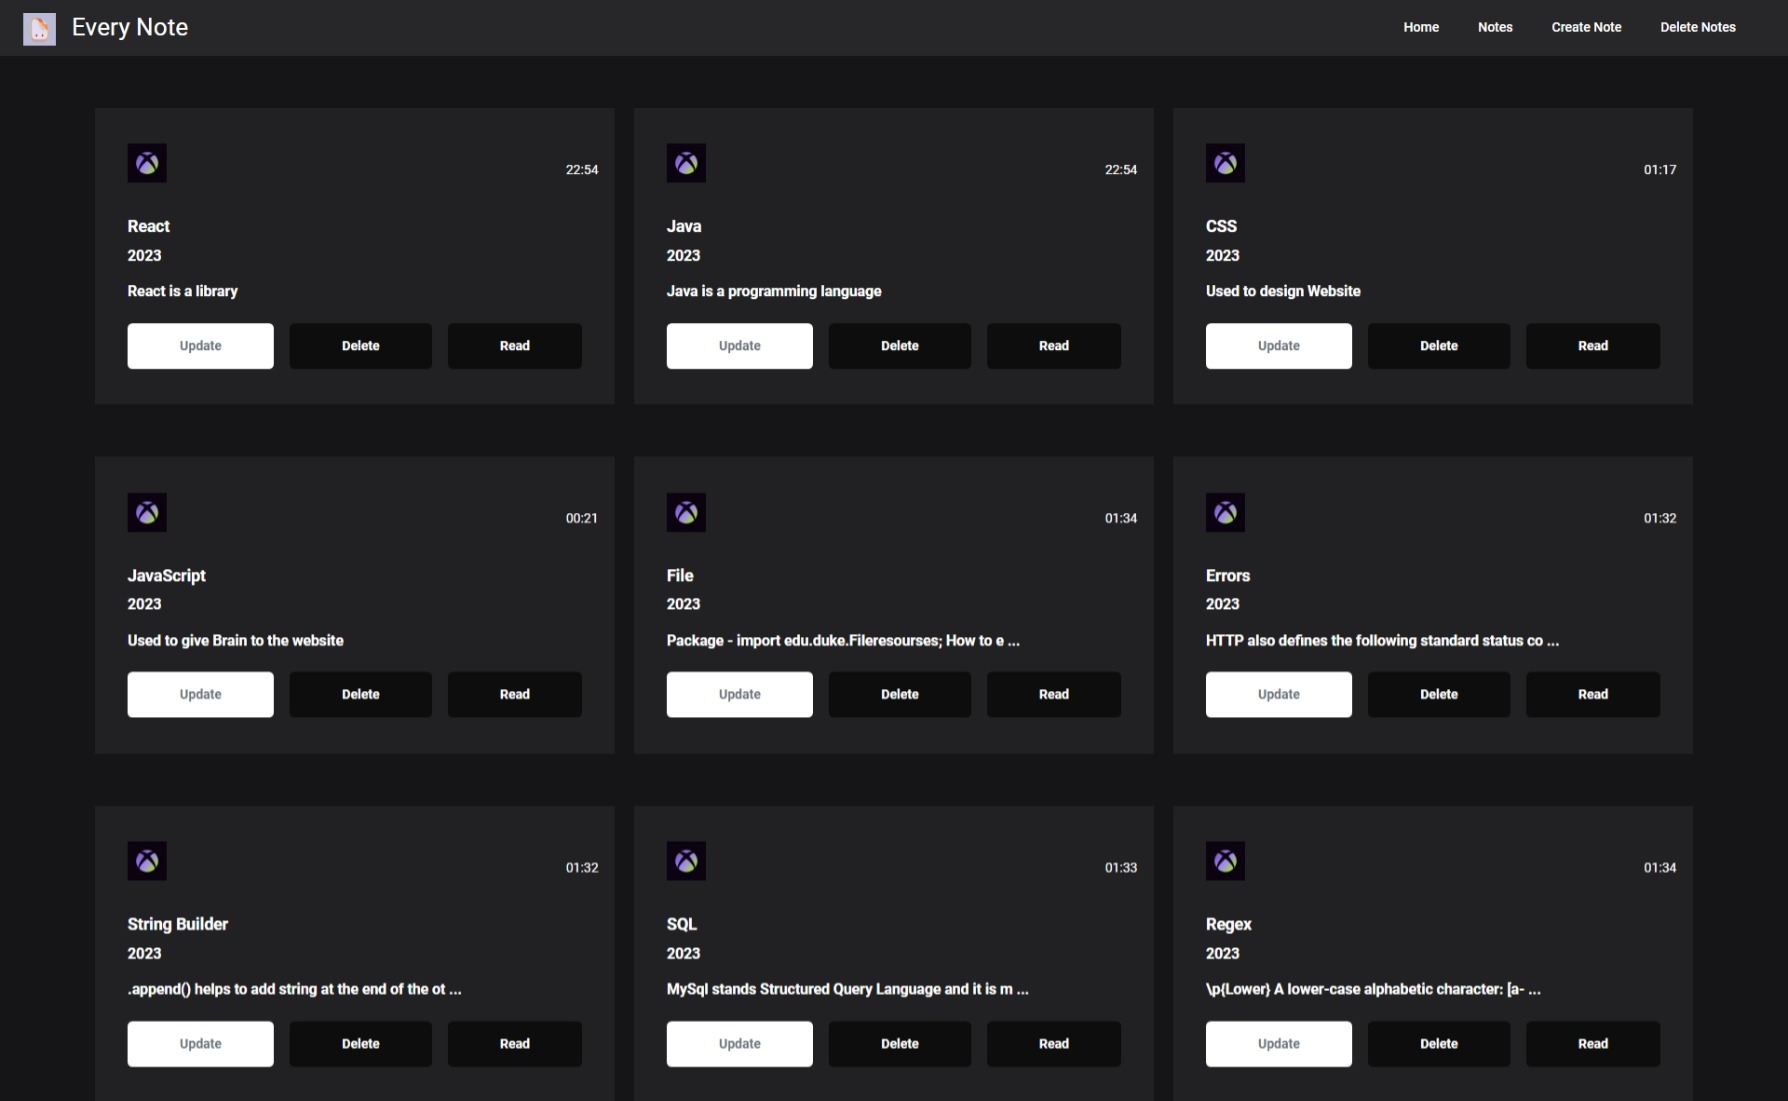 Every Note
Home Notes Create Note Delete Notes
22:54
React
2023
React is a library
Update Delete Read
22:54
Java
2023
Java is a programming language
Update Delete Read
01:17
CSS
2023
Used to design Website
Update Delete Read
00:21
JavaScript
2023
Used to give Brain to the website
Update Delete Read
01:34
File
2023
Package - import edu.duke.Fileresourses; How to e ...
Update Delete Read
01:32
Errors
2023
HTTP also defines the following standard status co ...
Update Delete Read
01:32
String Builder
2023
.append() helps to add string at the end of the ot ...
Update Delete Read
01:33
SQL
2023
MySql stands Structured Query Language and it is m ...
Update Delete Read
01:34
Regex
2023
\p{Lower} A lower-case alphabetic character: [a- ...
Update Delete Read